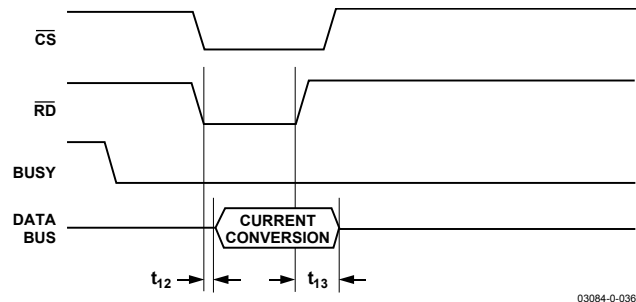 CS
RD
BUSY
DATA
BUS
CURRENT
CONVERSION
t12
t13
03084-0-036